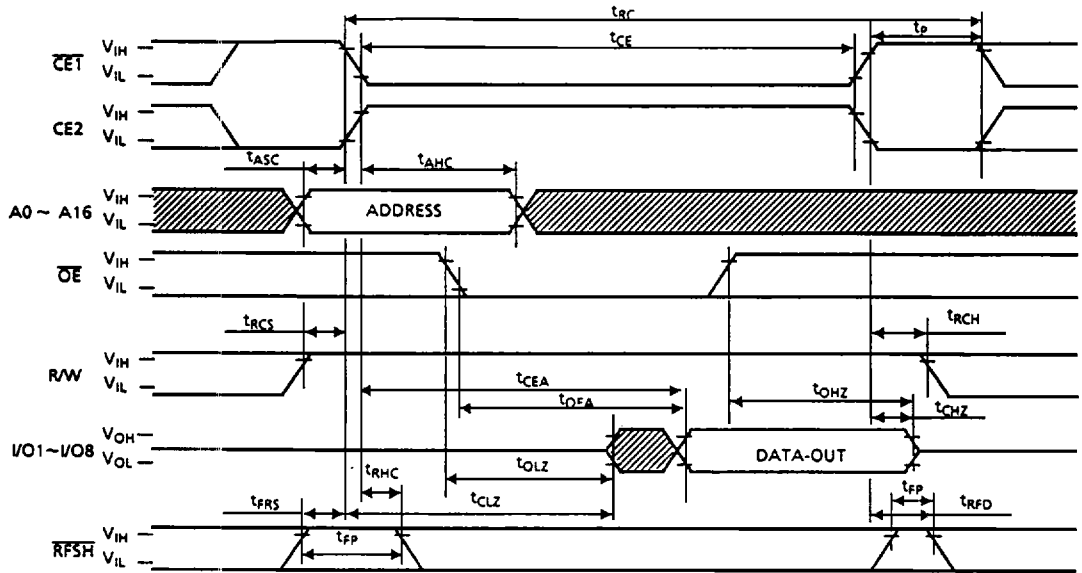 tRC
tCE
tP
CE1
VIH
VIL
CE2
VIH
VIL
tASC
tAHC
A0 ~ A16
VIH
VIL
ADDRESS
OE
VIH
VIL
tRCS
tRCH
R/W
VIH
VIL
tCEA
tOEA
tOHZ
tCHZ
I/O1~I/O8
VOH
VOL
DATA-OUT
tOLZ
tRHC
tFRS
tCLZ
tFP
tRFD
RFSH
VIH
VIL
tFP